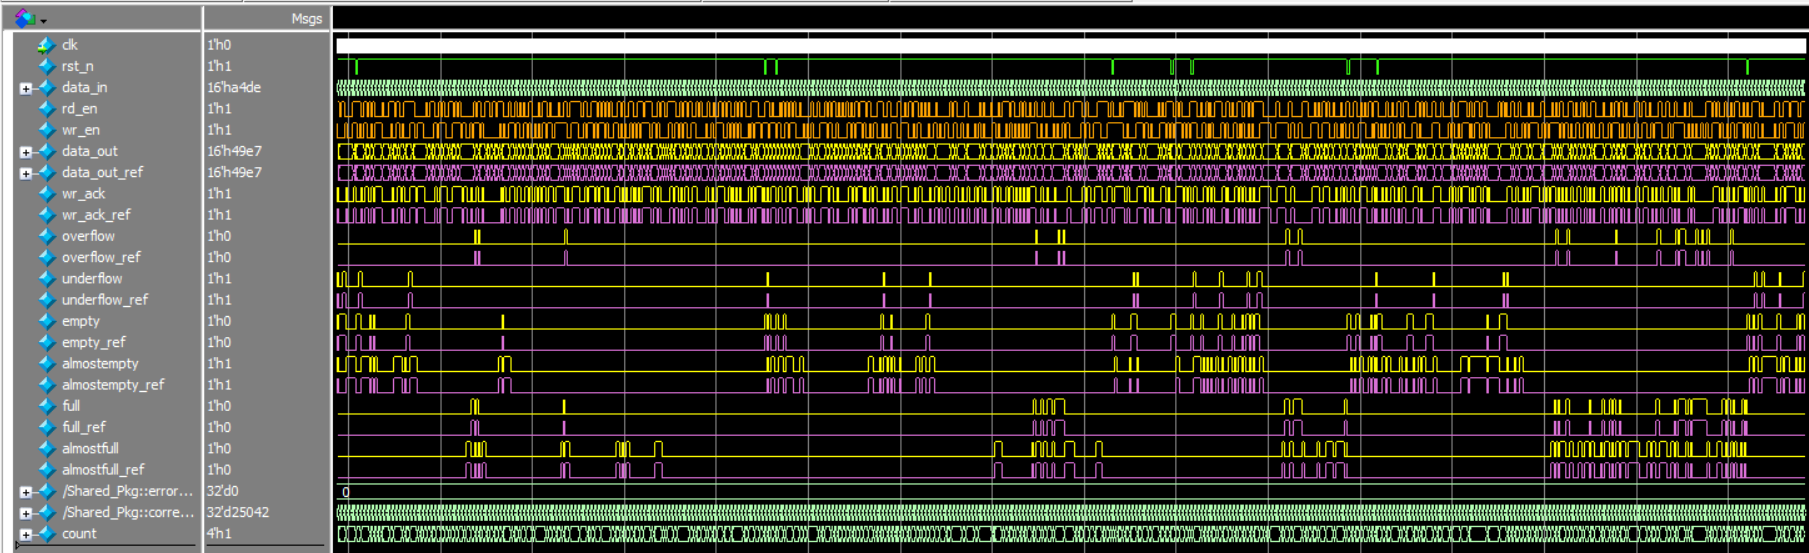 Msgs
clk 1'h0
rst_n 1'h1
data_in 16'ha4de
rd_en 1'h1
wr_en 1'h1
data_out 16'h49e7
data_out_ref 16'h49e7
wr_ack 1'h1
wr_ack_ref 1'h1
overflow 1'h0
overflow_ref 1'h0
underflow 1'h1
underflow_ref 1'h1
empty 1'h0
empty_ref 1'h0
almostempty 1'h1
almostempty_ref 1'h1
full 1'h0
full_ref 1'h0
almostfull 1'h0
almostfull_ref 1'h0
/Shared_Pkg::error... 32'd0 0
/Shared_Pkg::corre... 32'd25042
count 4'h1